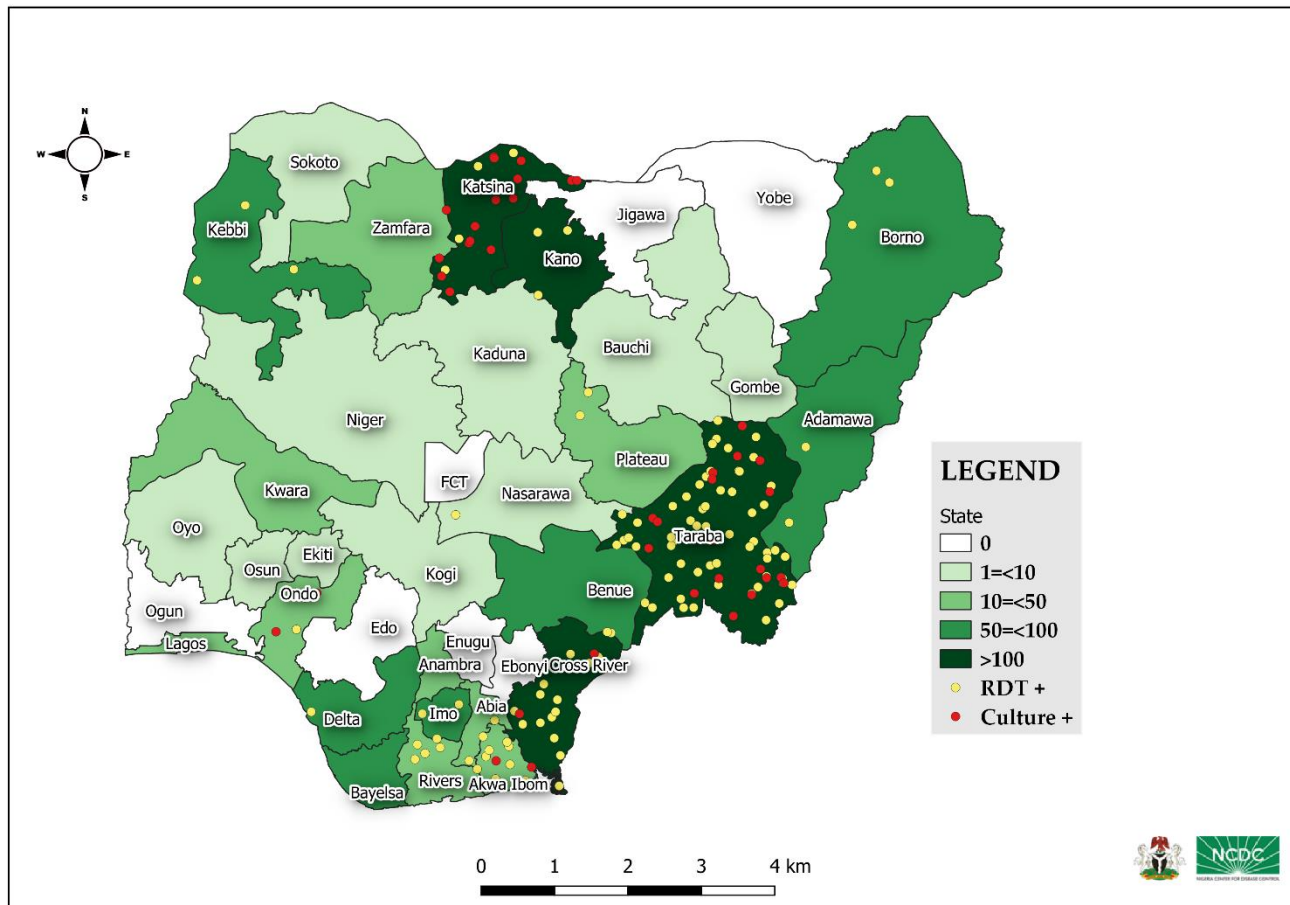 N
W E
S
Sokoto
Katsina
Yobe
Jigawa
Kebbi
Zamfara
Borno
Kano
Kaduna
Bauchi
Gombe
Niger
Adamawa
Plateau
FCT
Kwara
Nasarawa
Oyo
Taraba
Ekiti
Osun
Kogi
Ondo
Benue
Ogun
Edo
Enugu
Lagos
Anambra
Ebonyi
Cross River
Abia
Imo
Delta
Rivers
Akwa Ibom
Bayelsa
LEGEND
State
0
1=<10
10=<50
50=<100
>100
RDT +
Culture +
0 1 2 3 4 km
NCDC
NIGERIA CENTER FOR DISEASE CONTROL